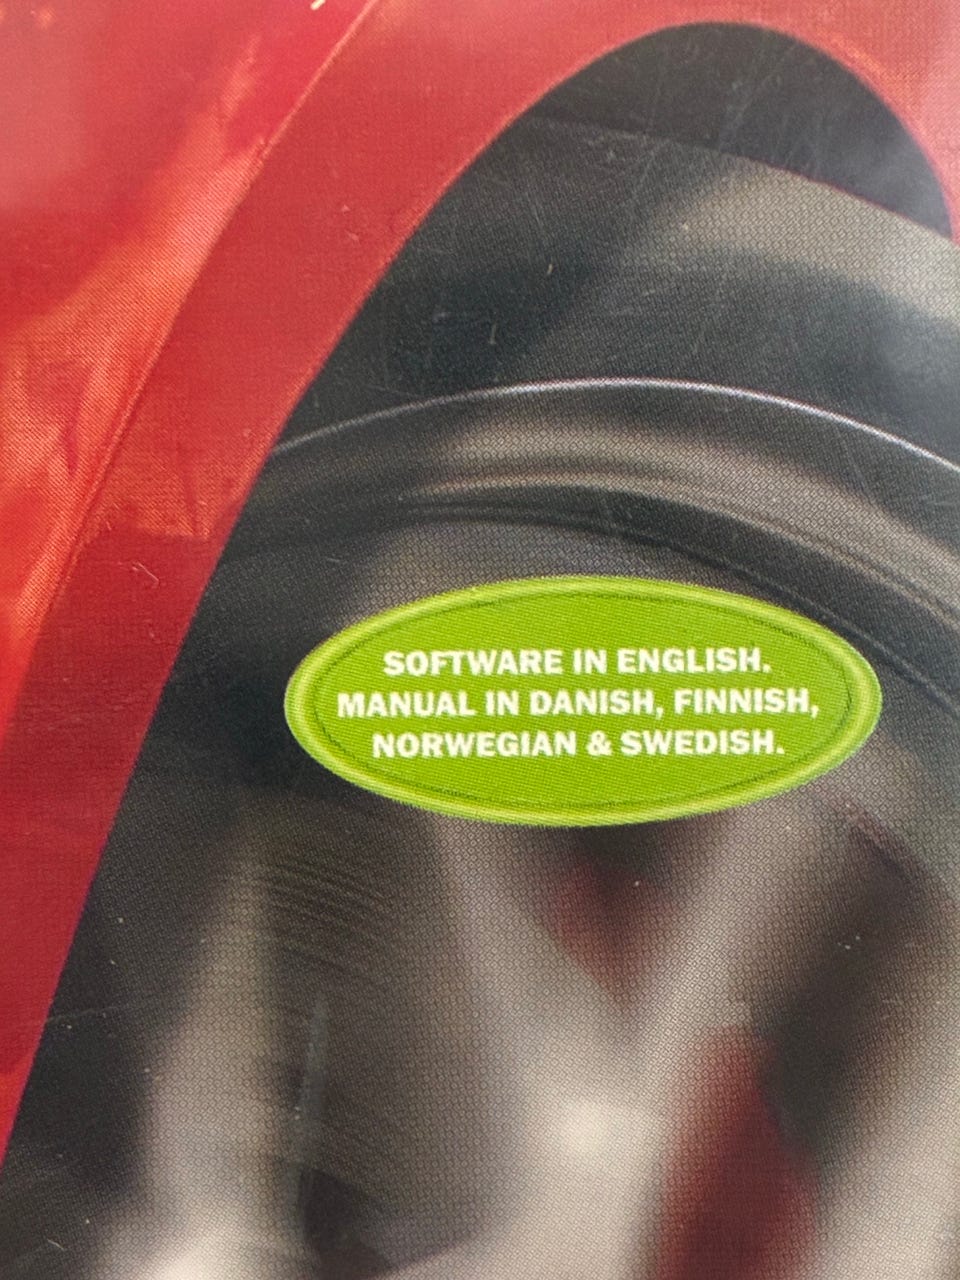 SOFTWARE IN ENGLISH.
MANUAL IN DANISH, FINNISH,
NORWEGIAN & SWEDISH.